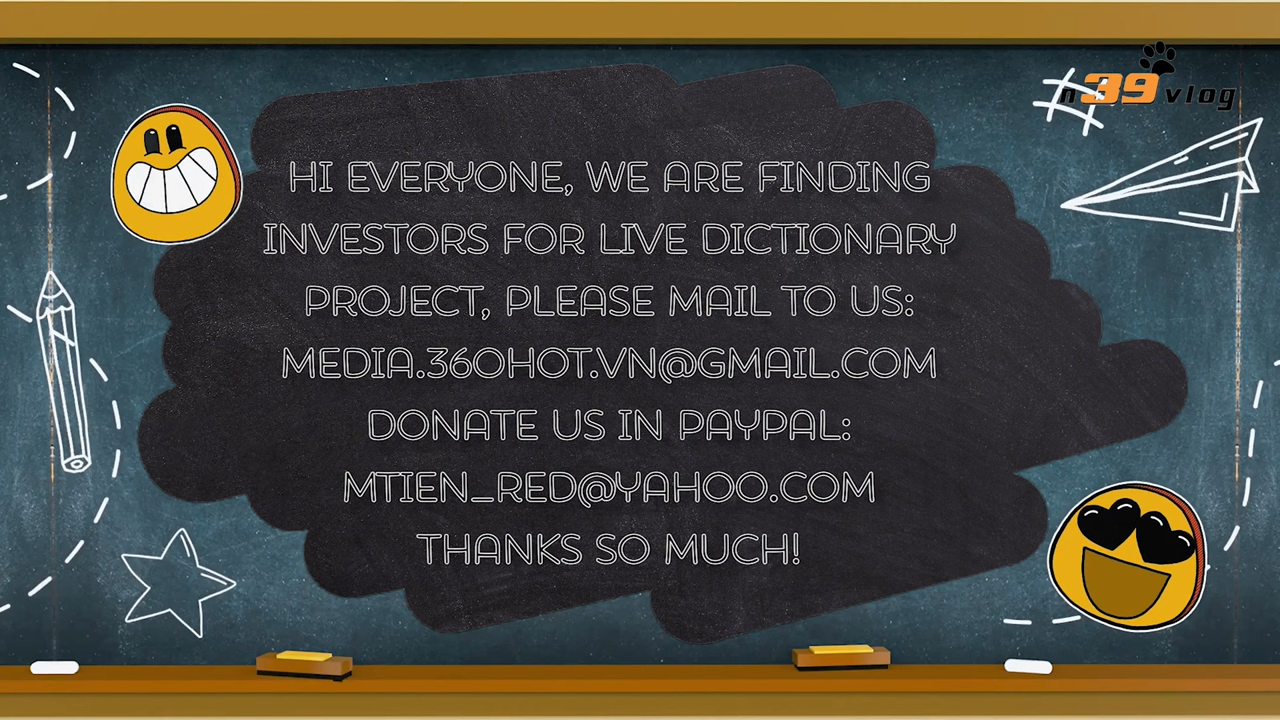 n39vlog
HI EVERYONE, WE ARE FINDING
INVESTORS FOR LIVE DICTIONARY
PROJECT, PLEASE MAIL TO US:
MEDIA.360HOT.VN@GMAIL.COM
DONATE US IN PAYPAL:
MTIEN_RED@YAHOO.COM
THANKS SO MUCH!